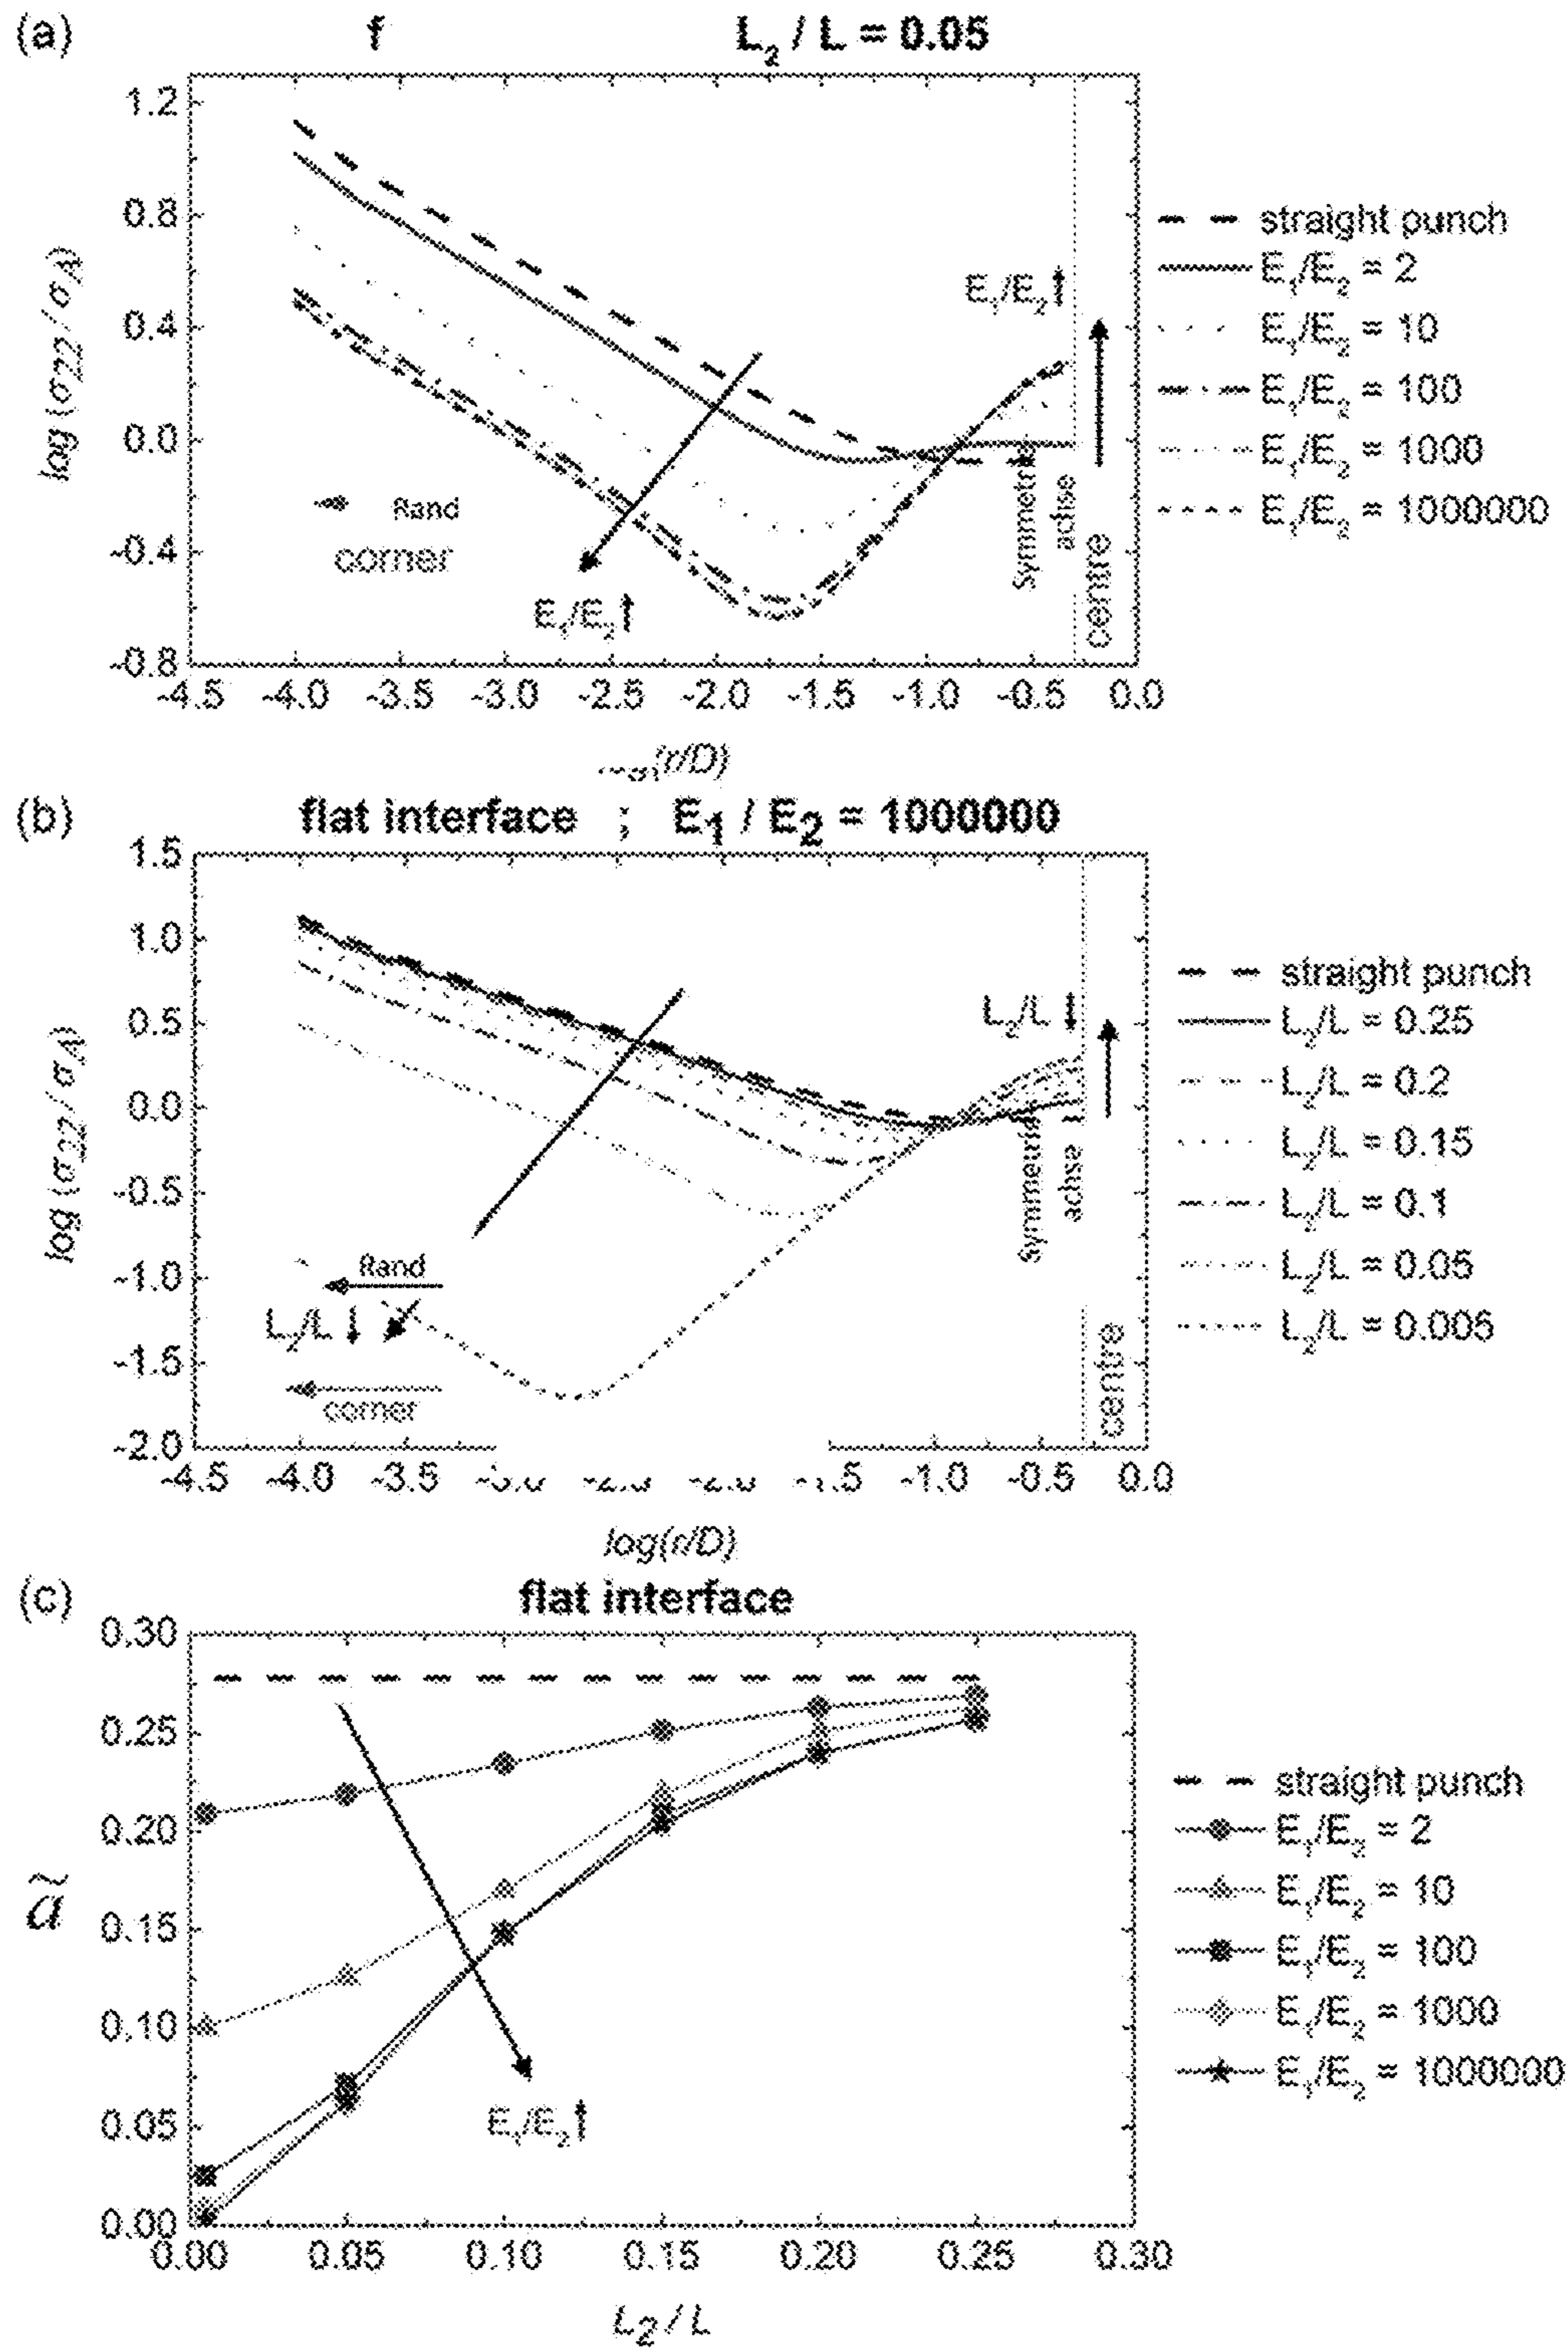 (a) f L₂ / L = 0.05
1.2
0.8
0.4
0.0
-0.4
-0.8
log (σ22 / σA)
-4.5 -4.0 -3.5 -3.0 -2.5 -2.0 -1.5 -1.0 -0.5 0.0
(r/D)
Rand
corner
E₁/E₂↑
E₁/E₂↑
Symmetri
achse
centre
straight punch
E₁/E₂ = 2
E₁/E₂ = 10
E₁/E₂ = 100
E₁/E₂ = 1000
E₁/E₂ = 1000000
(b) flat interface ; E1 / E2 = 1000000
1.5
1.0
0.5
0.0
-0.5
-1.0
-1.5
-2.0
log (σ22 / σA)
-4.5 -4.0 -3.5 -1.0 -0.5 0.0
log(r/D)
Rand
L₂/L ↓
corner
L₂/L ↓
achse
centre
straight punch
L₂/L = 0.25
L₂/L = 0.2
L₂/L = 0.15
L₂/L = 0.1
L₂/L = 0.05
L₂/L = 0.005
(c) flat interface
0.30
0.25
0.20
0.15
0.10
0.05
0.00
ã
0.00 0.05 0.10 0.15 0.20 0.25 0.30
L2 / L
E₁/E₂↑
straight punch
E₁/E₂ = 2
E₁/E₂ = 10
E₁/E₂ = 100
E₁/E₂ = 1000
E₁/E₂ = 1000000